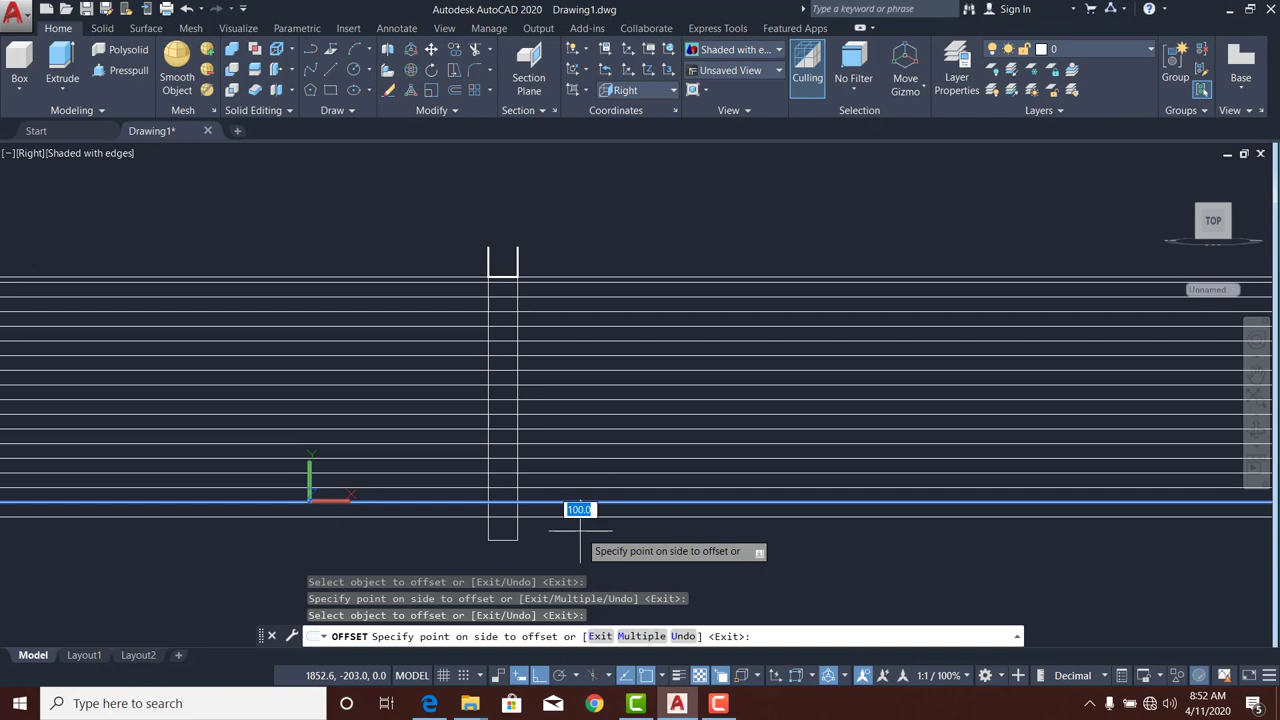 Autodesk AutoCAD 2020 Drawing1.dwg
Type a keyword or phrase
Sign In
Home Solid Surface Mesh Visualize Parametric Insert Annotate View Manage Output Add-ins Collaborate Express Tools Featured Apps
Box
Extrude
Polysolid
Presspull
Smooth
Object
Section
Plane
Right
Shaded with e...
Unsaved View
Culling
No Filter
Move
Gizmo
Layer
Properties
0
Group
Base
Modeling
Mesh
Solid Editing
Draw
Modify
Section
Coordinates
View
Selection
Layers
Groups
View
Start
Drawing1*
[−][Right][Shaded with edges]
TOP
Unnamed
Y
X
100.0
Specify point on side to offset or
Select object to offset or [Exit/Undo] <Exit>:
Specify point on side to offset or [Exit/Multiple/Undo] <Exit>:
Select object to offset or [Exit/Undo] <Exit>:
OFFSET Specify point on side to offset or [Exit Multiple Undo] <Exit>:
Model Layout1 Layout2
1852.6, -203.0, 0.0 MODEL
1:1 / 100%
Decimal
Type here to search
8:52 AM
4/11/2020